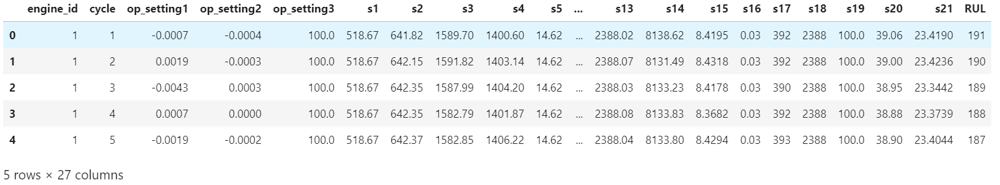 engine_id cycle op_setting1 op_setting2 op_setting3 s1 s2 s3 s4 s5 ... s13 s14 s15 s16 s17 s18 s19 s20 s21 RUL
0 1 1 -0.0007 -0.0004 100.0 518.67 641.82 1589.70 1400.60 14.62 ... 2388.02 8138.62 8.4195 0.03 392 2388 100.0 39.06 23.4190 191
1 1 2 0.0019 -0.0003 100.0 518.67 642.15 1591.82 1403.14 14.62 ... 2388.07 8131.49 8.4318 0.03 392 2388 100.0 39.00 23.4236 190
2 1 3 -0.0043 0.0003 100.0 518.67 642.35 1587.99 1404.20 14.62 ... 2388.03 8133.23 8.4178 0.03 390 2388 100.0 38.95 23.3442 189
3 1 4 0.0007 0.0000 100.0 518.67 642.35 1582.79 1401.87 14.62 ... 2388.08 8133.83 8.3682 0.03 392 2388 100.0 38.88 23.3739 188
4 1 5 -0.0019 -0.0002 100.0 518.67 642.37 1582.85 1406.22 14.62 ... 2388.04 8133.80 8.4294 0.03 393 2388 100.0 38.90 23.4044 187
5 rows × 27 columns